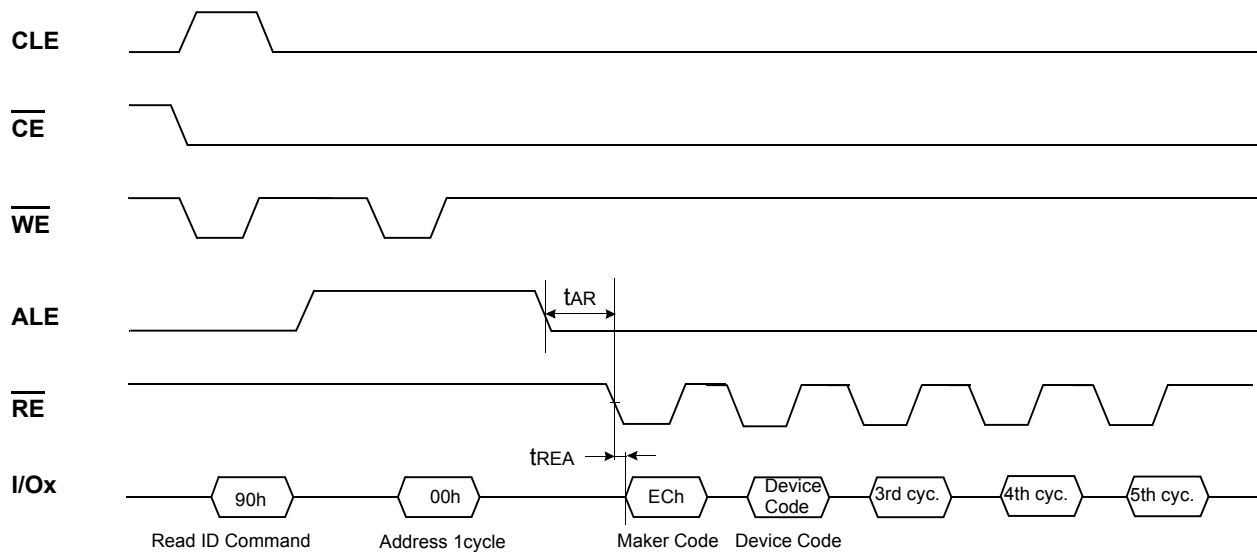 CLE
CE
WE
ALE
tAR
RE
tREA
I/Ox
90h
00h
ECh
Device
Code
3rd cyc.
4th cyc.
5th cyc.
Read ID Command
Address 1cycle
Maker Code
Device Code